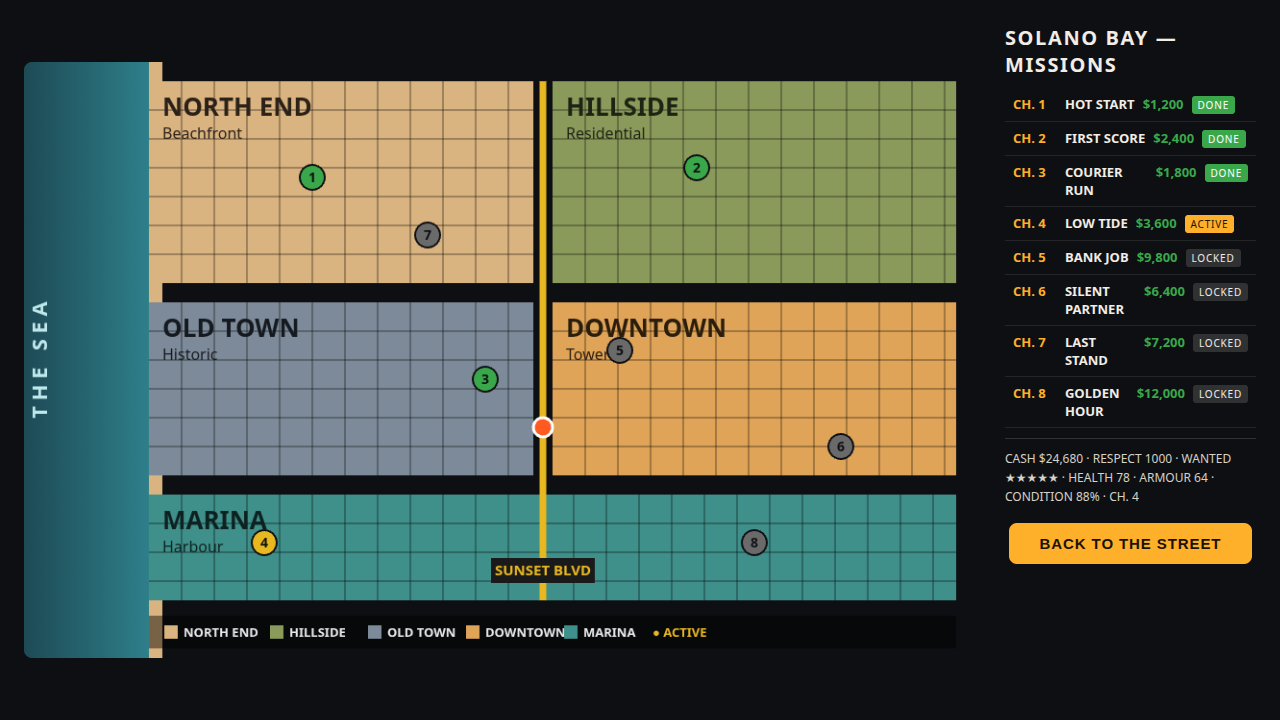 SOLANO BAY —
MISSIONS
THE SEA
NORTH END
Beachfront
1
7
HILLSIDE
Residential
2
OLD TOWN
Historic
3
DOWNTOWN
5
6
MARINA
Harbour
4
8
SUNSET BLVD
NORTH END HILLSIDE OLD TOWN DOWNTOWN MARINA ● ACTIVE
CH. 1 HOT START $1,200 DONE
CH. 2 FIRST SCORE $2,400 DONE
CH. 3 COURIER $1,800 DONE
RUN
CH. 4 LOW TIDE $3,600 ACTIVE
CH. 5 BANK JOB $9,800 LOCKED
CH. 6 SILENT $6,400 LOCKED
PARTNER
CH. 7 LAST $7,200 LOCKED
STAND
CH. 8 GOLDEN $12,000 LOCKED
HOUR
CASH $24,680 · RESPECT 1000 · WANTED
★★★★★ · HEALTH 78 · ARMOUR 64 ·
CONDITION 88% · CH. 4
BACK TO THE STREET